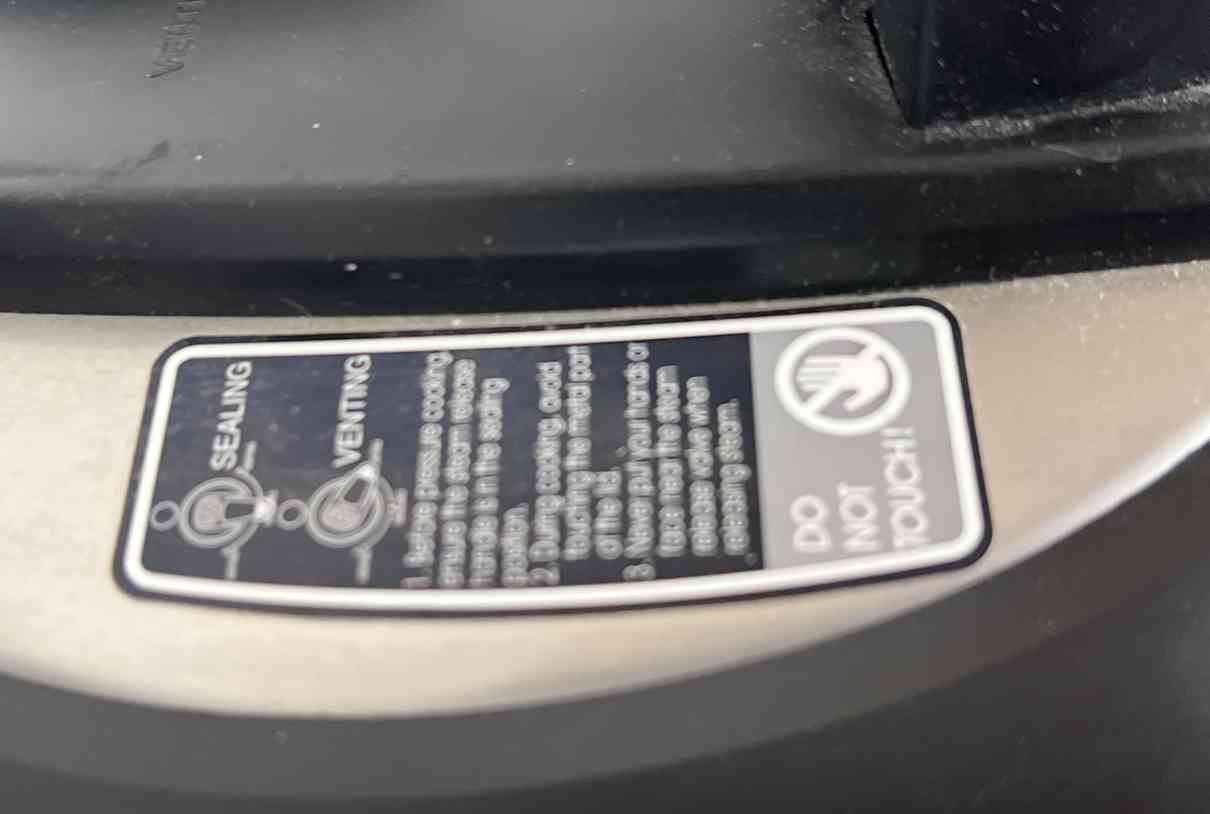 VENTI
SEALING
VENTING
1. Before pressure cooking,
ensure the steam release
handle is in the sealing
position.
2. During cooking, avoid
touching the metal part
of the lid.
3. Never put your hands or
face near the steam
release valve when
releasing steam.
DO
NOT
TOUCH!